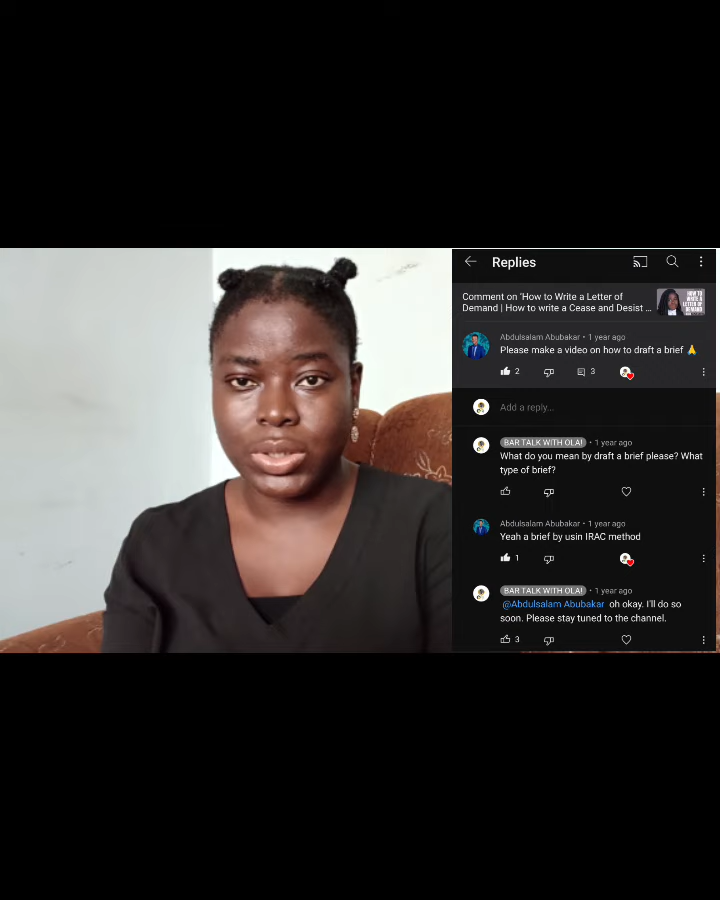 Replies
Comment on 'How to Write a Letter of
Demand | How to write a Cease and Desist ...
HOW TO
WRITE A
LETTER OF
DEMAND
Abdulsalam Abubakar • 1 year ago
Please make a video on how to draft a brief 🙏
2
3
Add a reply...
BAR TALK WITH OLA! • 1 year ago
What do you mean by draft a brief please? What
type of brief?
Abdulsalam Abubakar • 1 year ago
Yeah a brief by usin IRAC method
1
BAR TALK WITH OLA! • 1 year ago
@Abdulsalam Abubakar oh okay. I'll do so
soon. Please stay tuned to the channel.
3